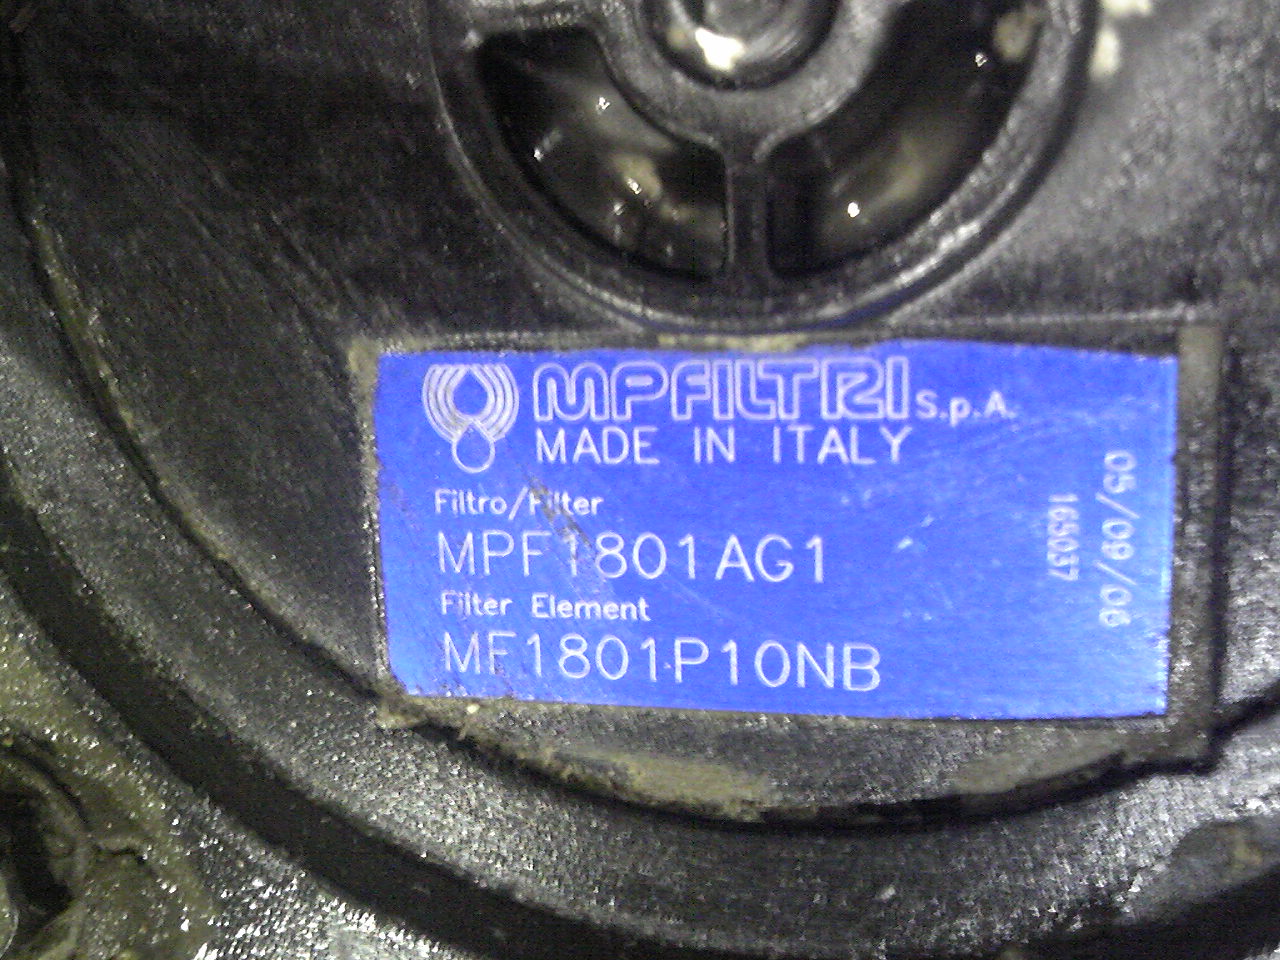 MPFILTRI S.p.A.
MADE IN ITALY
Filtro/Filter
MPF1801AG1
Filter Element
MF1801P10NB
05/09/06
165037